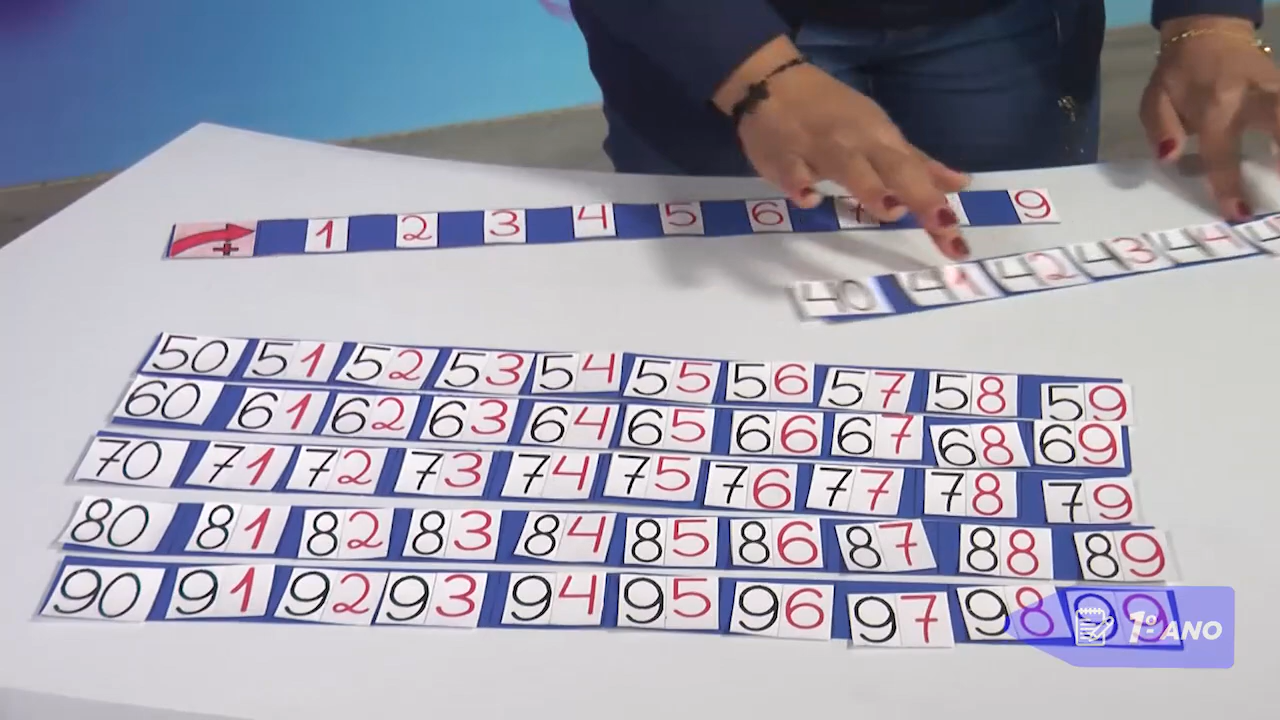 + 1 2 3 4 5 6 7 9
40 41 42 43 44
50 51 52 53 54 55 56 57 58 59
60 61 62 63 64 65 66 67 68 69
70 71 72 73 74 75 76 77 78 79
80 81 82 83 84 85 86 87 88 89
90 91 92 93 94 95 96 97 98 99
1º ANO